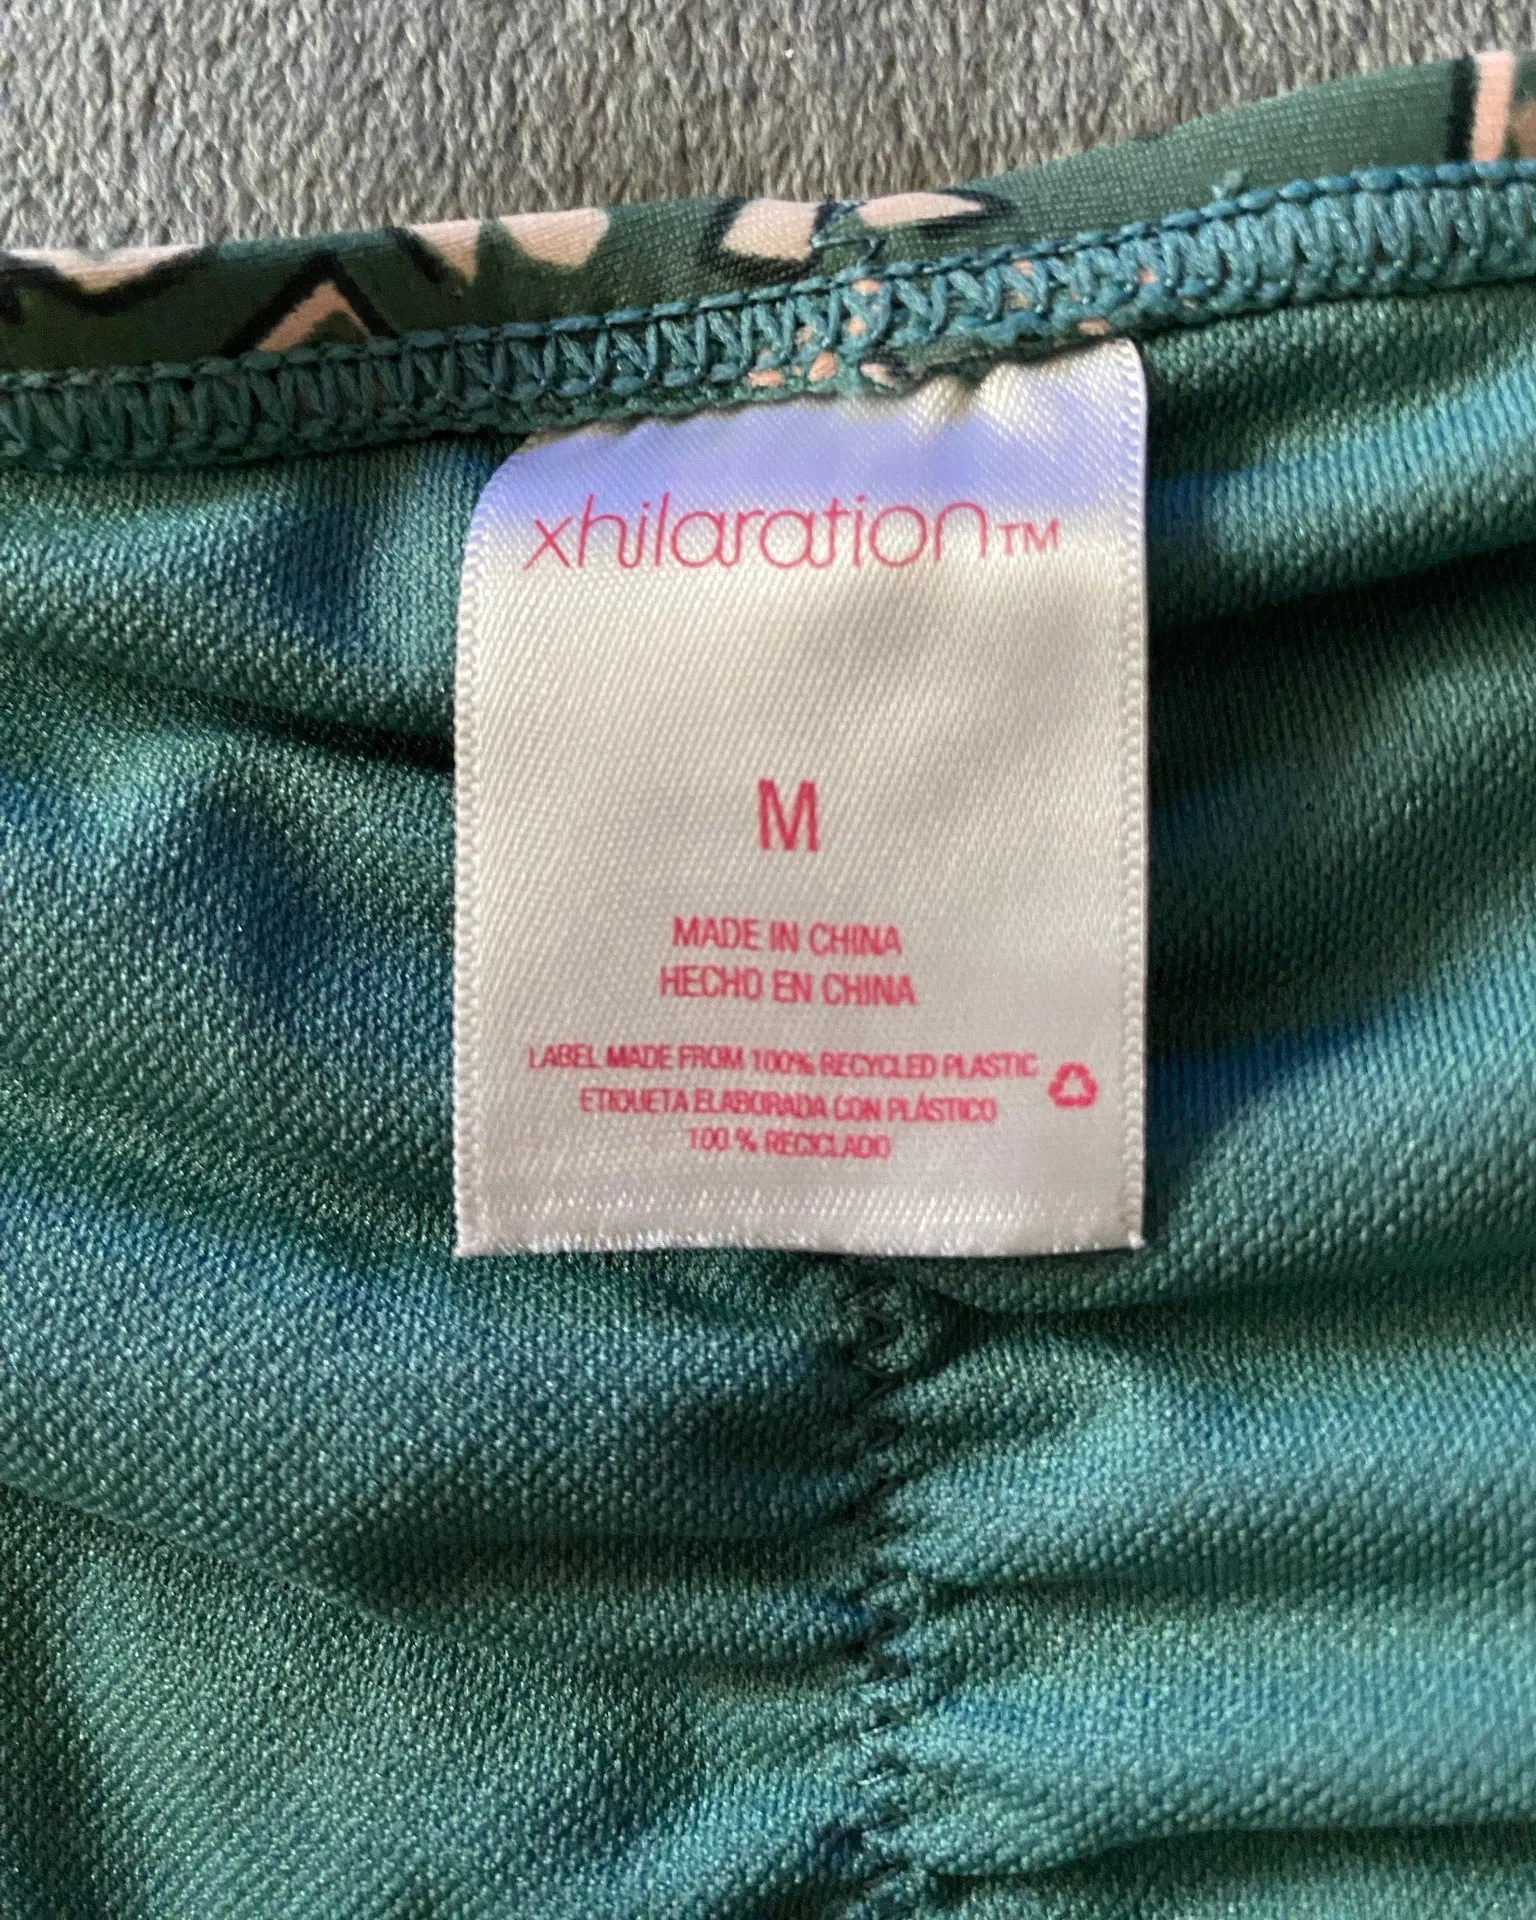 xhilaration™
M
MADE IN CHINA
HECHO EN CHINA
LABEL MADE FROM 100% RECYCLED PLASTIC
ETIQUETA ELABORADA CON PLÁSTICO
100 % RECICLADO